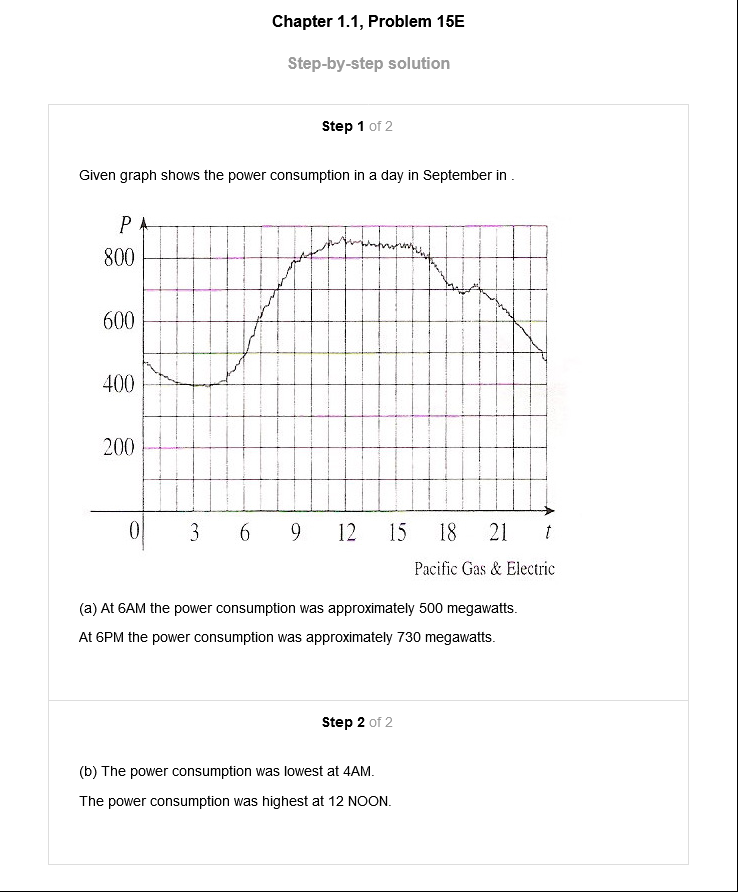 Chapter 1.1, Problem 15E
Step-by-step solution
Step 1 of 2
Given graph shows the power consumption in a day in September in .
P
800
600
400
200
0 3 6 9 12 15 18 21 t
Pacific Gas & Electric
(a) At 6AM the power consumption was approximately 500 megawatts.
At 6PM the power consumption was approximately 730 megawatts.
Step 2 of 2
(b) The power consumption was lowest at 4AM.
The power consumption was highest at 12 NOON.